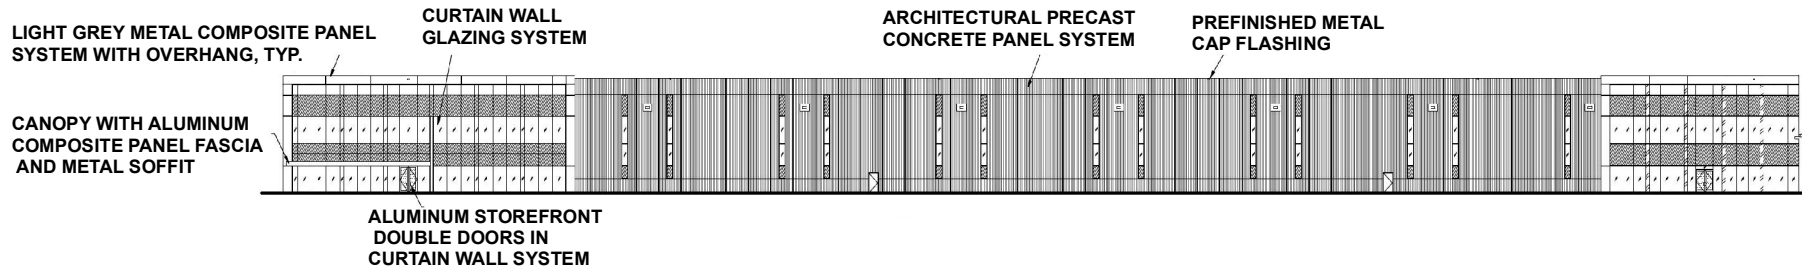 LIGHT GREY METAL COMPOSITE PANEL
SYSTEM WITH OVERHANG, TYP.
CURTAIN WALL
GLAZING SYSTEM
ARCHITECTURAL PRECAST
CONCRETE PANEL SYSTEM
PREFINISHED METAL
CAP FLASHING
CANOPY WITH ALUMINUM
COMPOSITE PANEL FASCIA
AND METAL SOFFIT
ALUMINUM STOREFRONT
DOUBLE DOORS IN
CURTAIN WALL SYSTEM